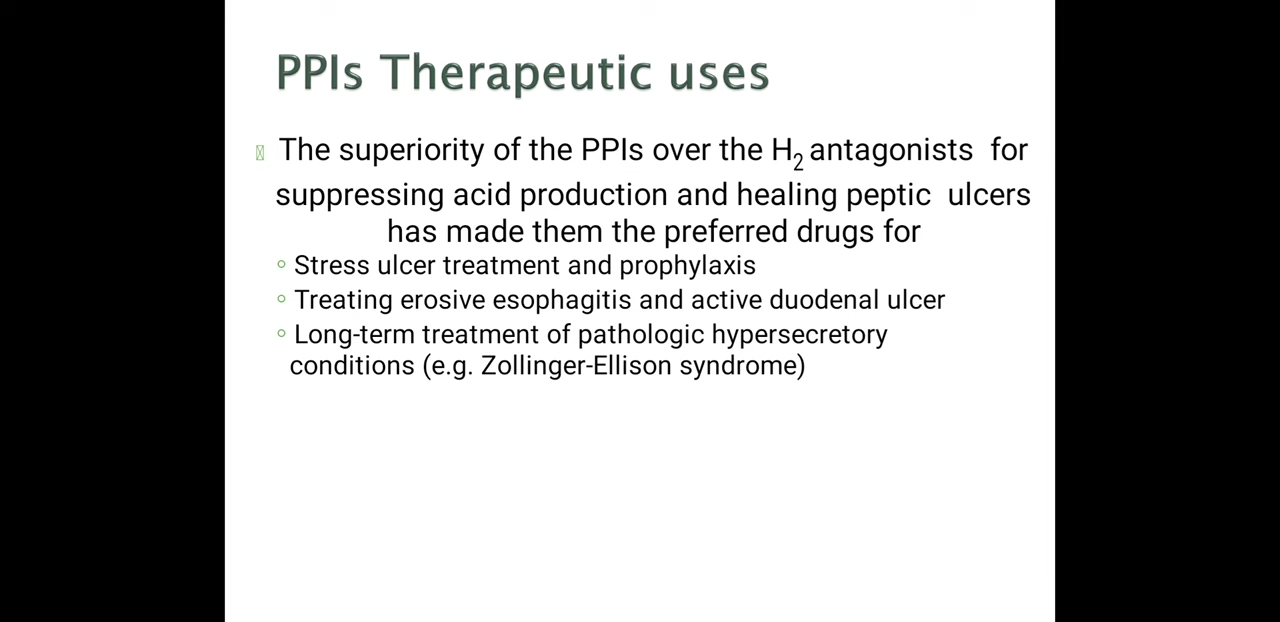 PPIs Therapeutic uses
The superiority of the PPIs over the H2 antagonists for
suppressing acid production and healing peptic ulcers
has made them the preferred drugs for
Stress ulcer treatment and prophylaxis
Treating erosive esophagitis and active duodenal ulcer
Long-term treatment of pathologic hypersecretory
conditions (e.g. Zollinger-Ellison syndrome)